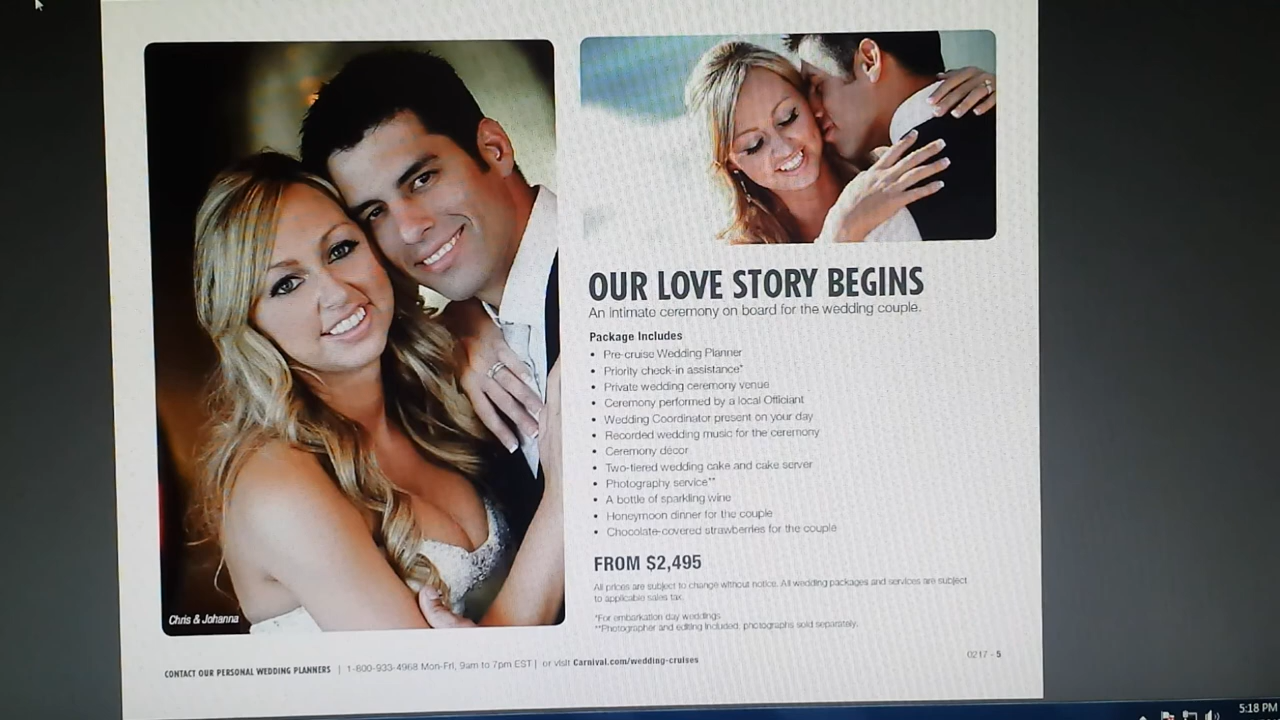 OUR LOVE STORY BEGINS
An intimate ceremony on board for the wedding couple.
Package Includes
• Pre-cruise Wedding Planner
• Priority check-in assistance*
• Private wedding ceremony venue
• Ceremony performed by a local Officiant
• Wedding Coordinator present on your day
• Recorded wedding music for the ceremony
• Ceremony décor
• Two-tiered wedding cake and cake server
• Photography service**
• A bottle of sparkling wine
• Honeymoon dinner for the couple
• Chocolate-covered strawberries for the couple
FROM $2,495
All prices are subject to change without notice. All wedding packages and services are subject
to applicable sales tax.
*For embarkation day weddings
**Photographer and editing included; photographs sold separately.
Chris & Johanna
CONTACT OUR PERSONAL WEDDING PLANNERS | 1-800-933-4968 Mon-Fri, 9am to 7pm EST | or visit Carnival.com/wedding-cruises
0217 - 5
5:18 PM